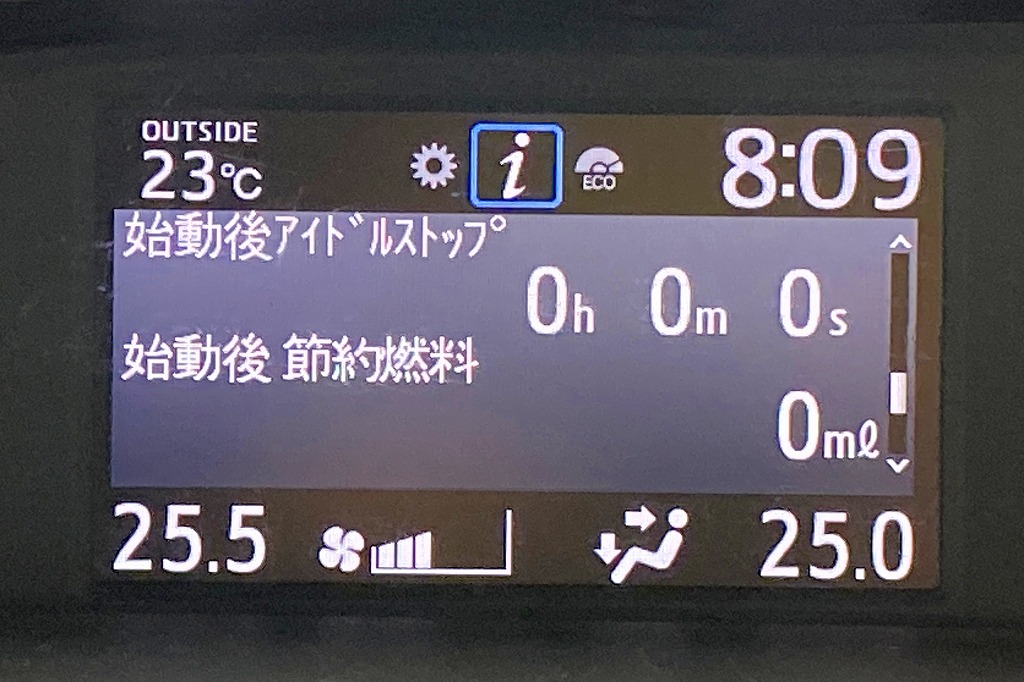 OUTSIDE
23℃
ECO
8:09
始動後ｱｲﾄﾞﾙｽﾄｯﾌﾟ
0h 0m 0s
始動後 節約燃料
0mℓ
25.5
25.0